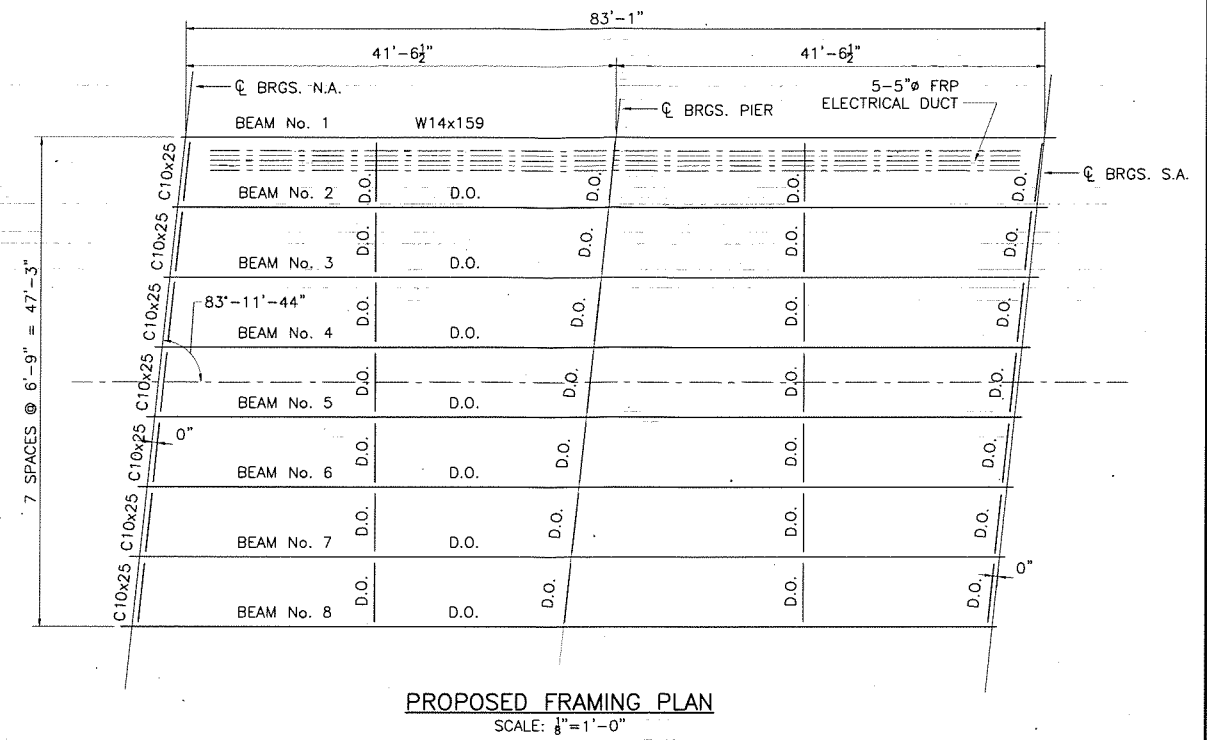 83'-1"
41'-6½"
41'-6½"
℄ BRGS. N.A.
℄ BRGS. PIER
5-5"ø FRP
ELECTRICAL DUCT
BEAM No. 1 W14x159
℄ BRGS. S.A.
C10x25
BEAM No. 2 D.O. D.O. D.O. D.O. D.O.
C10x25
BEAM No. 3 D.O. D.O. D.O. D.O. D.O.
C10x25
83°-11'-44"
BEAM No. 4 D.O. D.O. D.O. D.O. D.O.
C10x25
BEAM No. 5 D.O. D.O. D.O. D.O. D.O.
7 SPACES @ 6'-9" = 47'-3"
C10x25
0"
BEAM No. 6 D.O. D.O. D.O. D.O. D.O.
C10x25
BEAM No. 7 D.O. D.O. D.O. D.O. D.O.
C10x25
0"
BEAM No. 8 D.O. D.O. D.O. D.O. D.O.
PROPOSED FRAMING PLAN
SCALE: ⅛"=1'-0"